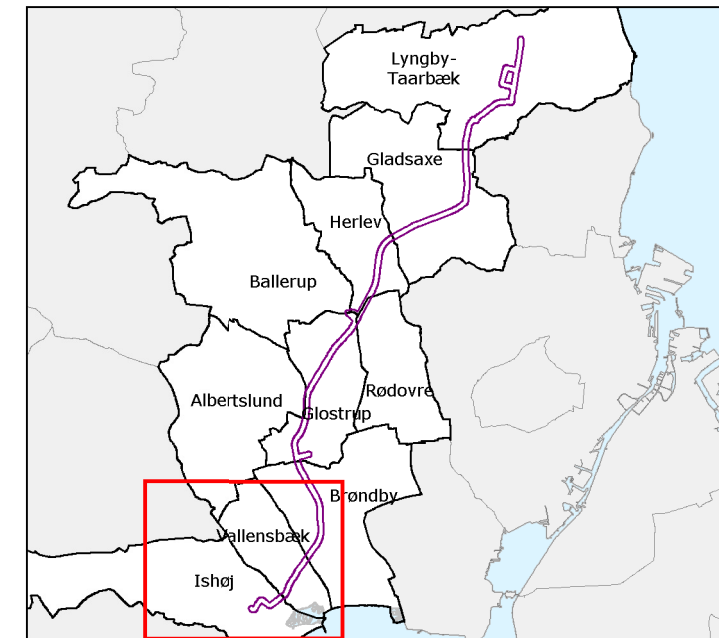 Lyngby-
Taarbæk
Gladsaxe
Herlev
Ballerup
Rødovre
Albertslund
Glostrup
Brøndby
Vallensbæk
Ishøj